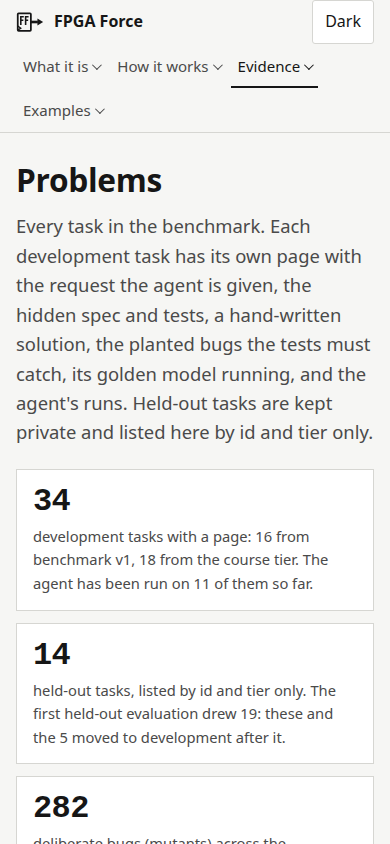 FF
FPGA Force
Dark
What it is
How it works
Evidence
Examples
Problems
Every task in the benchmark. Each
development task has its own page with
the request the agent is given, the
hidden spec and tests, a hand-written
solution, the planted bugs the tests must
catch, its golden model running, and the
agent's runs. Held-out tasks are kept
private and listed here by id and tier only.
34
development tasks with a page: 16 from
benchmark v1, 18 from the course tier. The
agent has been run on 11 of them so far.
14
held-out tasks, listed by id and tier only. The
first held-out evaluation drew 19: these and
the 5 moved to development after it.
282
deliberate bugs (mutants) across the